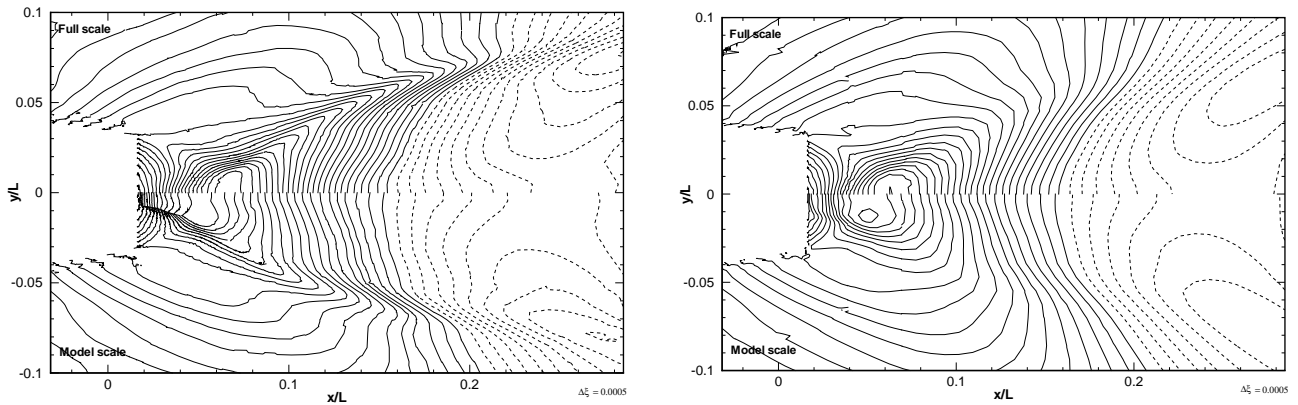 0.1
Full scale
0.05
y/L
0
-0.05
Model scale
-0.1
0
0.1
0.2
x/L
Δξ = 0.0005
0.1
Full scale
0.05
y/L
0
-0.05
Model scale
-0.1
0
0.1
0.2
x/L
Δξ = 0.0005